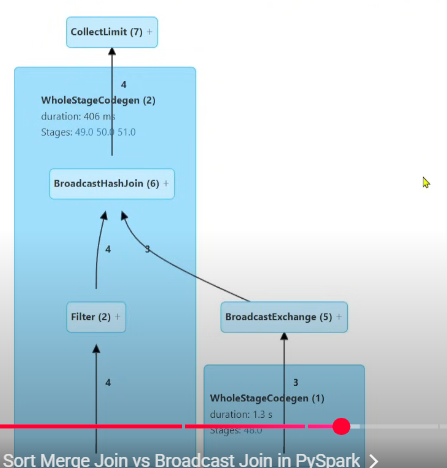 CollectLimit (7) +
4
WholeStageCodegen (2)
duration: 406 ms
Stages: 49.0 50.0 51.0
BroadcastHashJoin (6) +
4
3
Filter (2) +
BroadcastExchange (5) +
4
3
WholeStageCodegen (1)
duration: 1.3 s
Stages: 48.0
Sort Merge Join vs Broadcast Join in PySpark